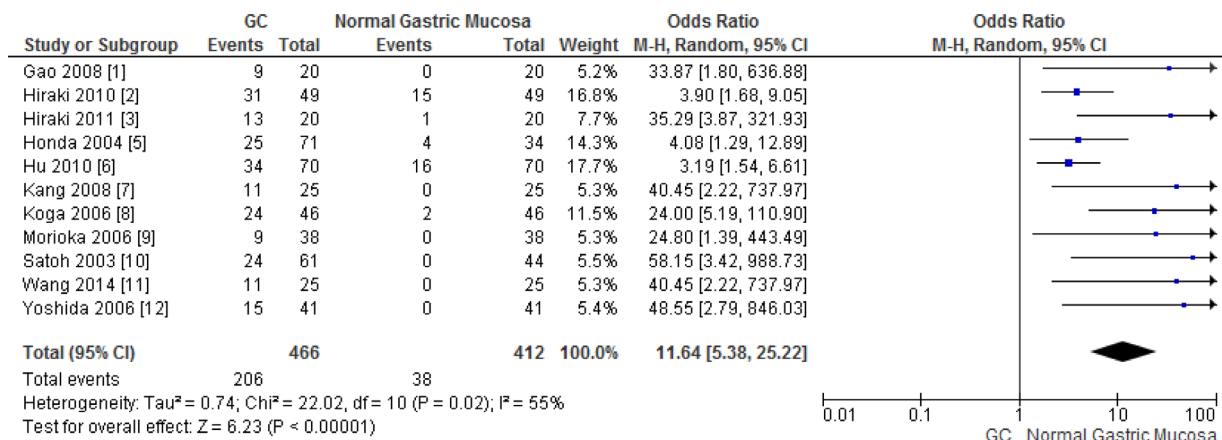 GC Normal Gastric Mucosa Odds Ratio Odds Ratio
Study or Subgroup Events Total Events Total Weight M-H, Random, 95% CI M-H, Random, 95% CI
Gao 2008 [1] 9 20 0 20 5.2% 33.87 [1.80, 636.88]
Hiraki 2010 [2] 31 49 15 49 16.8% 3.90 [1.68, 9.05]
Hiraki 2011 [3] 13 20 1 20 7.7% 35.29 [3.87, 321.93]
Honda 2004 [5] 25 71 4 34 14.3% 4.08 [1.29, 12.89]
Hu 2010 [6] 34 70 16 70 17.7% 3.19 [1.54, 6.61]
Kang 2008 [7] 11 25 0 25 5.3% 40.45 [2.22, 737.97]
Koga 2006 [8] 24 46 2 46 11.5% 24.00 [5.19, 110.90]
Morioka 2006 [9] 9 38 0 38 5.3% 24.80 [1.39, 443.49]
Satoh 2003 [10] 24 61 0 44 5.5% 58.15 [3.42, 988.73]
Wang 2014 [11] 11 25 0 25 5.3% 40.45 [2.22, 737.97]
Yoshida 2006 [12] 15 41 0 41 5.4% 48.55 [2.79, 846.03]
Total (95% CI) 466 412 100.0% 11.64 [5.38, 25.22]
Total events 206 38
Heterogeneity: Tau² = 0.74; Chi² = 22.02, df = 10 (P = 0.02); I² = 55%
Test for overall effect: Z = 6.23 (P < 0.00001)
0.01 0.1 1 10 100
GC Normal Gastric Mucosa